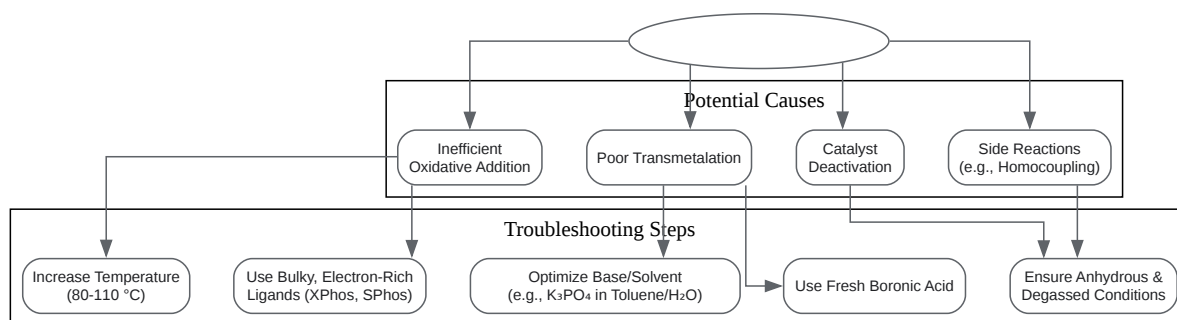 Potential Causes
Inefficient
Oxidative Addition
Poor Transmetalation
Catalyst
Deactivation
Side Reactions
(e.g., Homocoupling)
Troubleshooting Steps
Increase Temperature
(80-110 °C)
Use Bulky, Electron-Rich
Ligands (XPhos, SPhos)
Optimize Base/Solvent
(e.g., K₃PO₄ in Toluene/H₂O)
Use Fresh Boronic Acid
Ensure Anhydrous &
Degassed Conditions